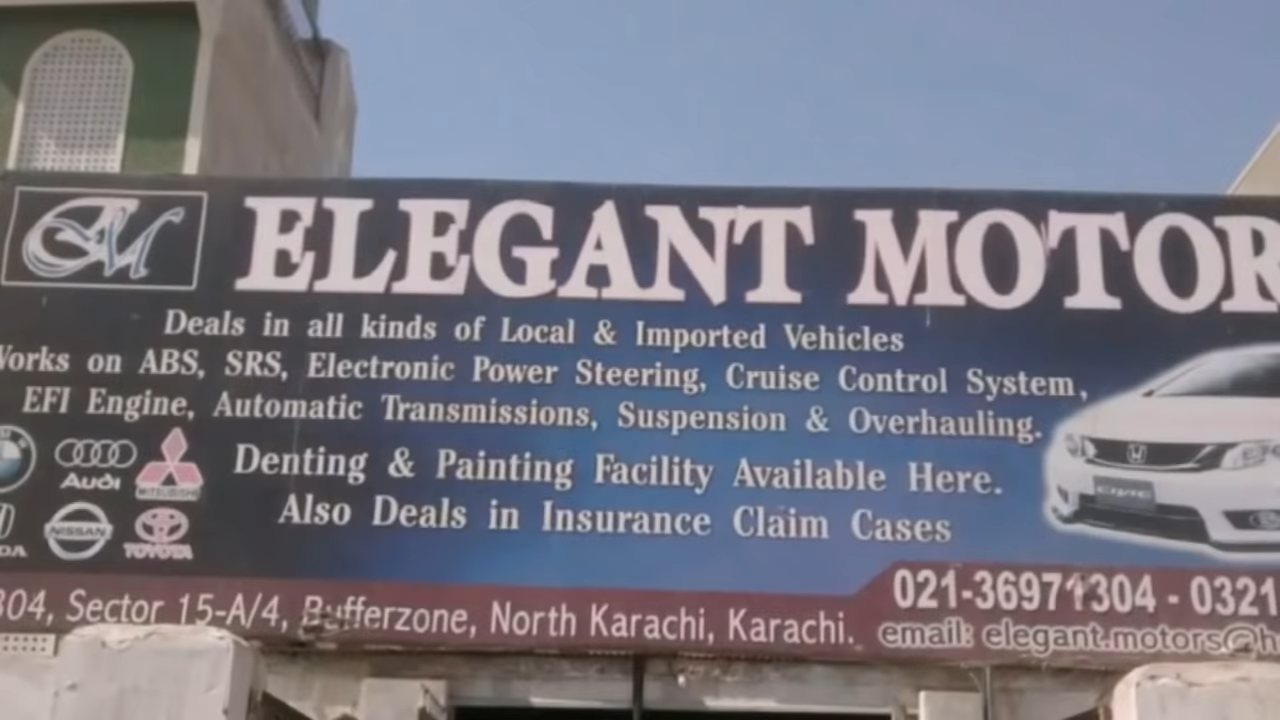 EM
ELEGANT MOTOR
Deals in all kinds of Local & Imported Vehicles
Works on ABS, SRS, Electronic Power Steering, Cruise Control System,
EFI Engine, Automatic Transmissions, Suspension & Overhauling.
Denting & Painting Facility Available Here.
Also Deals in Insurance Claim Cases
AUDI
MITSUBISHI
NISSAN
TOYOTA
CIVIC
304, Sector 15-A/4, Bufferzone, North Karachi, Karachi.
021-36971304 - 0321
email: elegant.motors@h